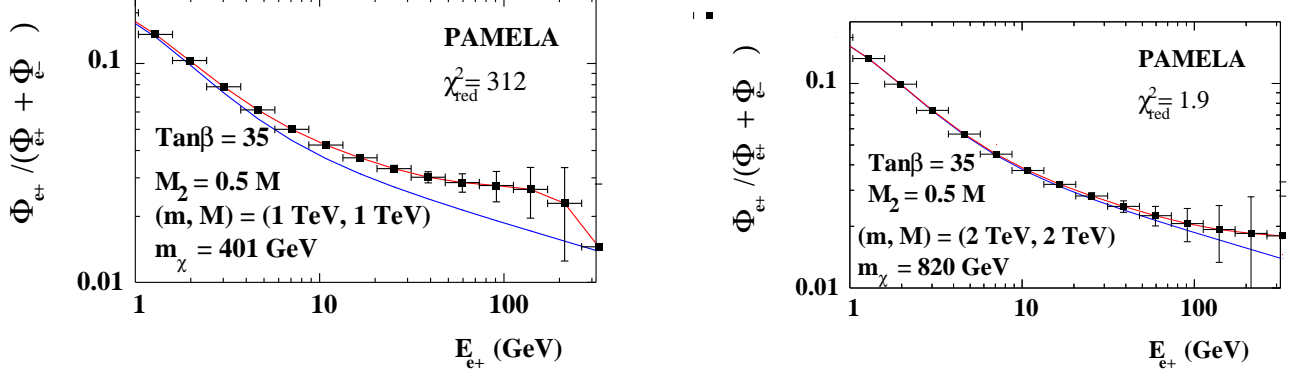 Φe+ /(Φe+ + Φe−)
0.1
0.01
PAMELA
χ²red= 312
Tanβ = 35
M2 = 0.5 M
(m, M) = (1 TeV, 1 TeV)
mχ = 401 GeV
1 10 100
Ee+ (GeV)
Φe+ /(Φe+ + Φe−)
0.1
0.01
PAMELA
χ²red= 1.9
Tanβ = 35
M2 = 0.5 M
(m, M) = (2 TeV, 2 TeV)
mχ = 820 GeV
1 10 100
Ee+ (GeV)